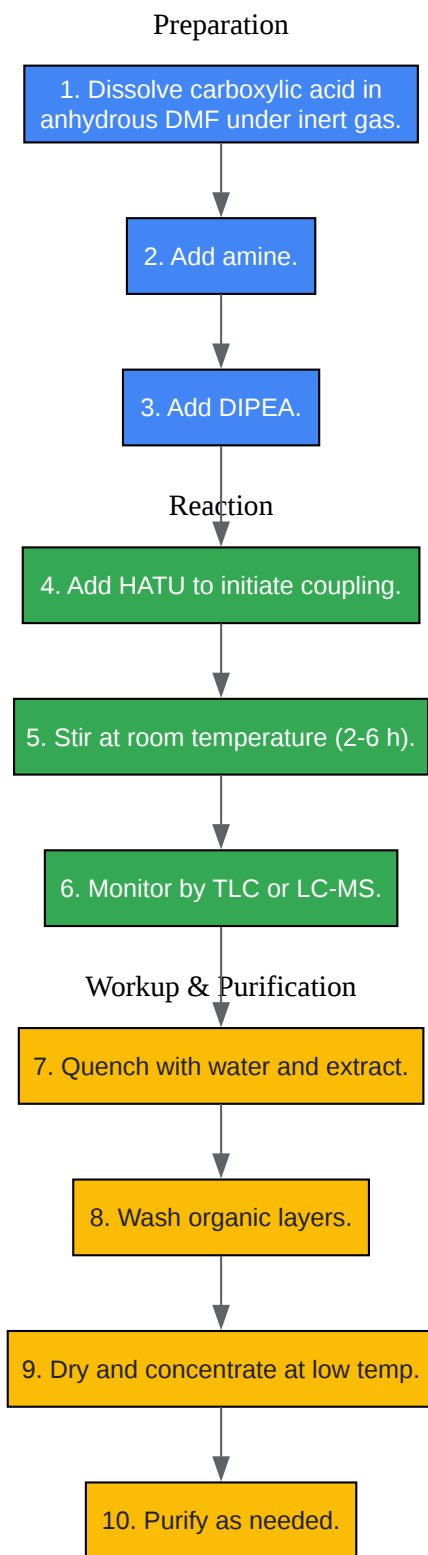 Preparation
1. Dissolve carboxylic acid in
anhydrous DMF under inert gas.
2. Add amine.
3. Add DIPEA.
Reaction
4. Add HATU to initiate coupling.
5. Stir at room temperature (2-6 h).
6. Monitor by TLC or LC-MS.
Workup & Purification
7. Quench with water and extract.
8. Wash organic layers.
9. Dry and concentrate at low temp.
10. Purify as needed.